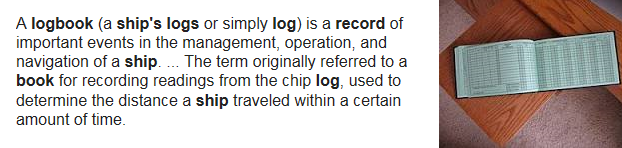 A logbook (a ship's logs or simply log) is a record of
important events in the management, operation, and
navigation of a ship. ... The term originally referred to a
book for recording readings from the chip log, used to
determine the distance a ship traveled within a certain
amount of time.